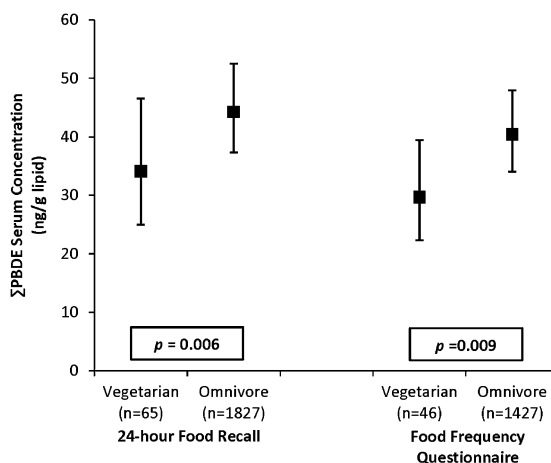 ∑PBDE Serum Concentration
(ng/g lipid)
60
50
40
30
20
10
0
p = 0.006
p =0.009
Vegetarian
(n=65)
Omnivore
(n=1827)
24-hour Food Recall
Vegetarian
(n=46)
Omnivore
(n=1427)
Food Frequency
Questionnaire